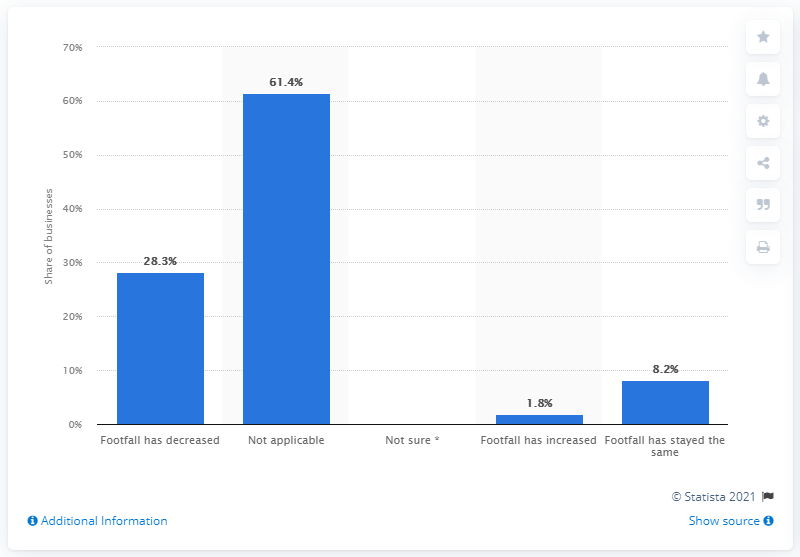 70%
60%
50%
40%
30%
20%
10%
0%
Share of businesses
28.3%
61.4%
1.8%
8.2%
Footfall has decreased
Not applicable
Not sure *
Footfall has increased
Footfall has stayed the
same
© Statista 2021
Additional Information
Show source